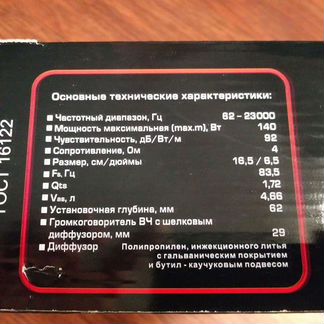 ГОСТ 16122
Основные технические характеристики:
Частотный диапазон, Гц 62 - 23000
Мощность максимальная (max.m), Вт 140
Чувствительность, дБ/Вт/м 92
Сопротивление, Ом 4
Размер, см/дюймы 16,5 / 6,5
Fs, Гц 83,5
Qts 1,72
Vas, л 4,66
Установочная глубина, мм 62
Громкоговоритель ВЧ с шелковым
диффузором, мм 29
Диффузор Полипропилен, инжекционного литья
с гальваническим покрытием
и бутил - каучуковым подвесом